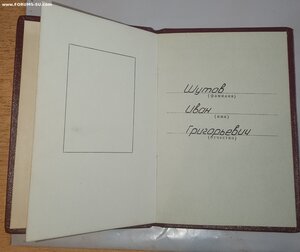 www.FORUMS-SU.com
Шутов
(фамилия)
Иван
(имя)
Григорьевич
(отчество)